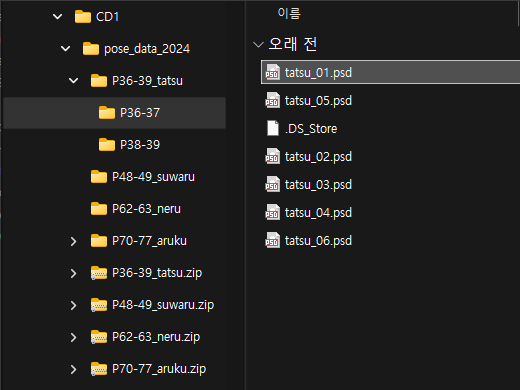 CD1
pose_data_2024
P36-39_tatsu
P36-37
P38-39
P48-49_suwaru
P62-63_neru
P70-77_aruku
P36-39_tatsu.zip
P48-49_suwaru.zip
P62-63_neru.zip
P70-77_aruku.zip
이름
오래 전
tatsu_01.psd
tatsu_05.psd
.DS_Store
tatsu_02.psd
tatsu_03.psd
tatsu_04.psd
tatsu_06.psd